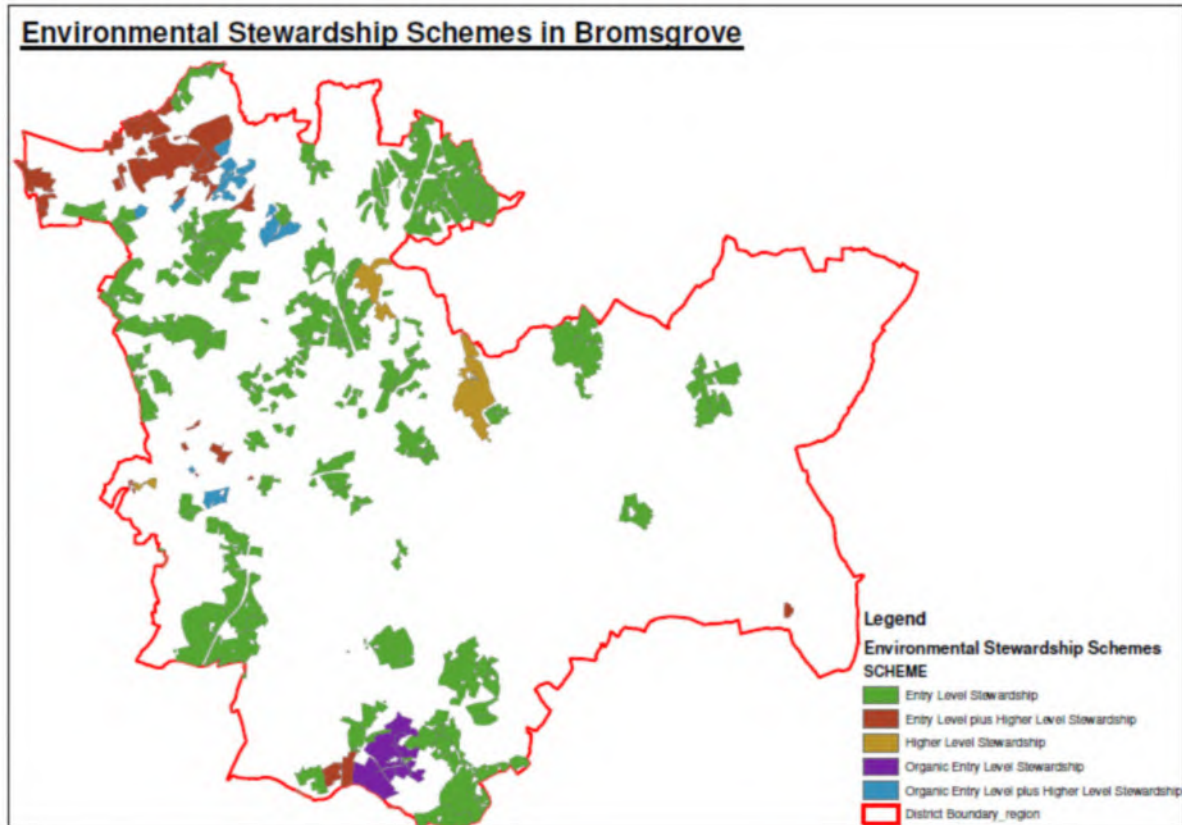 Environmental Stewardship Schemes in Bromsgrove
Legend
Environmental Stewardship Schemes
SCHEME
Entry Level Stewardship
Entry Level plus Higher Level Stewardship
Higher Level Stewardship
Organic Entry Level Stewardship
Organic Entry Level plus Higher Level Stewardship
District Boundary_region